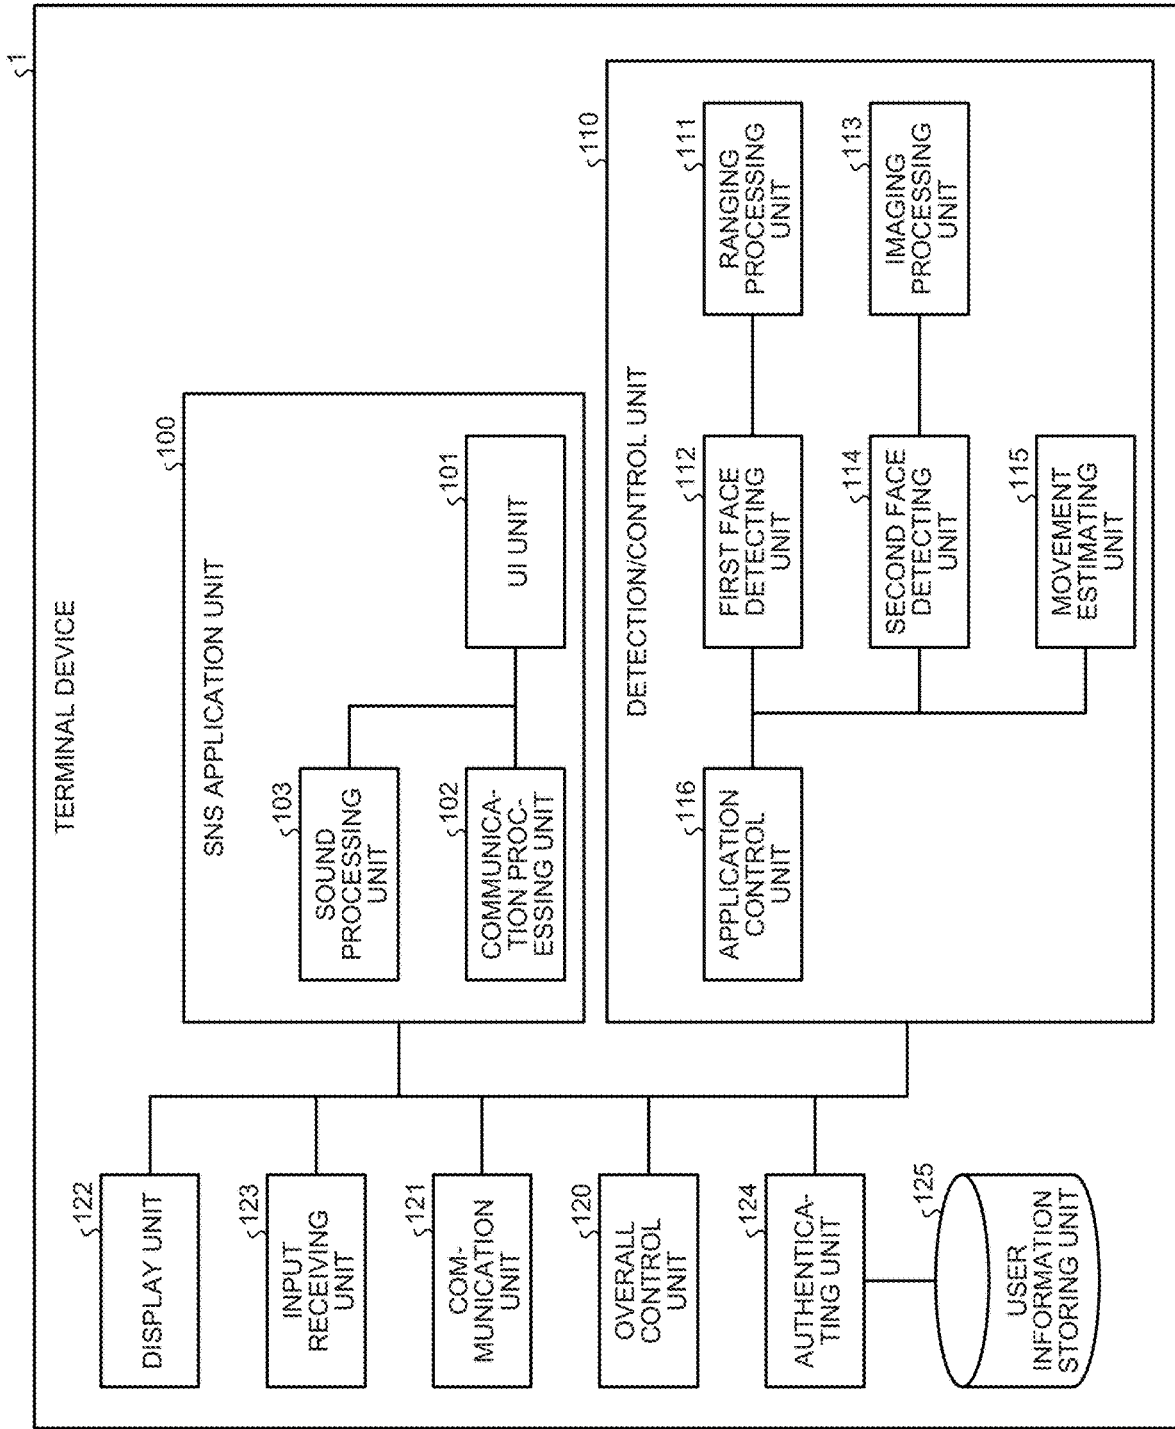 1
TERMINAL DEVICE
122
DISPLAY UNIT
123
INPUT
RECEIVING
UNIT
121
COM-
MUNICATION
UNIT
120
OVERALL
CONTROL
UNIT
124
AUTHENTICA-
TING UNIT
125
USER
INFORMATION
STORING UNIT
100
SNS APPLICATION UNIT
103
SOUND
PROCESSING
UNIT
102
COMMUNICA-
TION PROC-
ESSING UNIT
101
UI UNIT
110
DETECTION/CONTROL UNIT
116
APPLICATION
CONTROL
UNIT
112
FIRST FACE
DETECTING
UNIT
111
RANGING
PROCESSING
UNIT
114
SECOND FACE
DETECTING
UNIT
113
IMAGING
PROCESSING
UNIT
115
MOVEMENT
ESTIMATING
UNIT